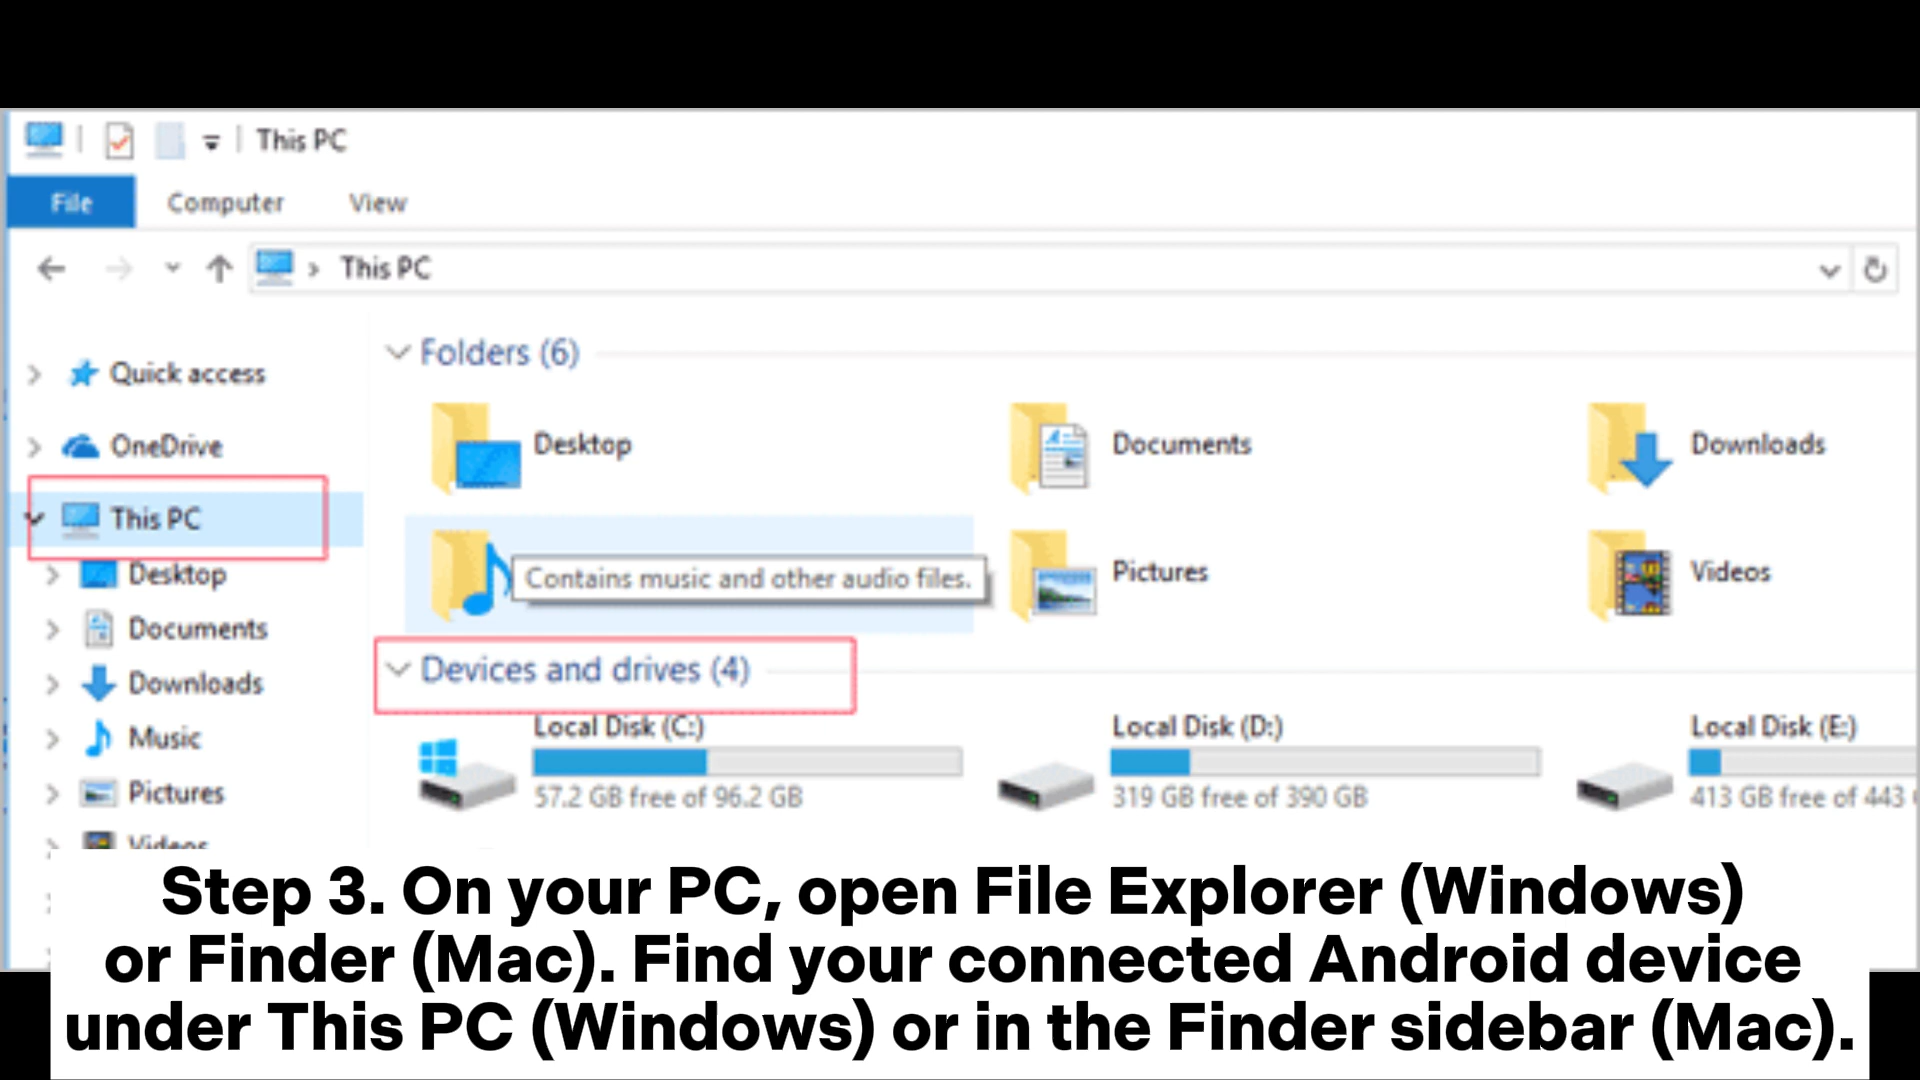 This PC
File Computer View
This PC
Quick access
OneDrive
This PC
Desktop
Documents
Downloads
Music
Pictures
Videos
Folders (6)
Desktop Documents Downloads
Contains music and other audio files. Pictures Videos
Devices and drives (4)
Local Disk (C:) Local Disk (D:) Local Disk (E:)
57.2 GB free of 96.2 GB 319 GB free of 390 GB 413 GB free of 443
Step 3. On your PC, open File Explorer (Windows)
or Finder (Mac). Find your connected Android device
under This PC (Windows) or in the Finder sidebar (Mac).